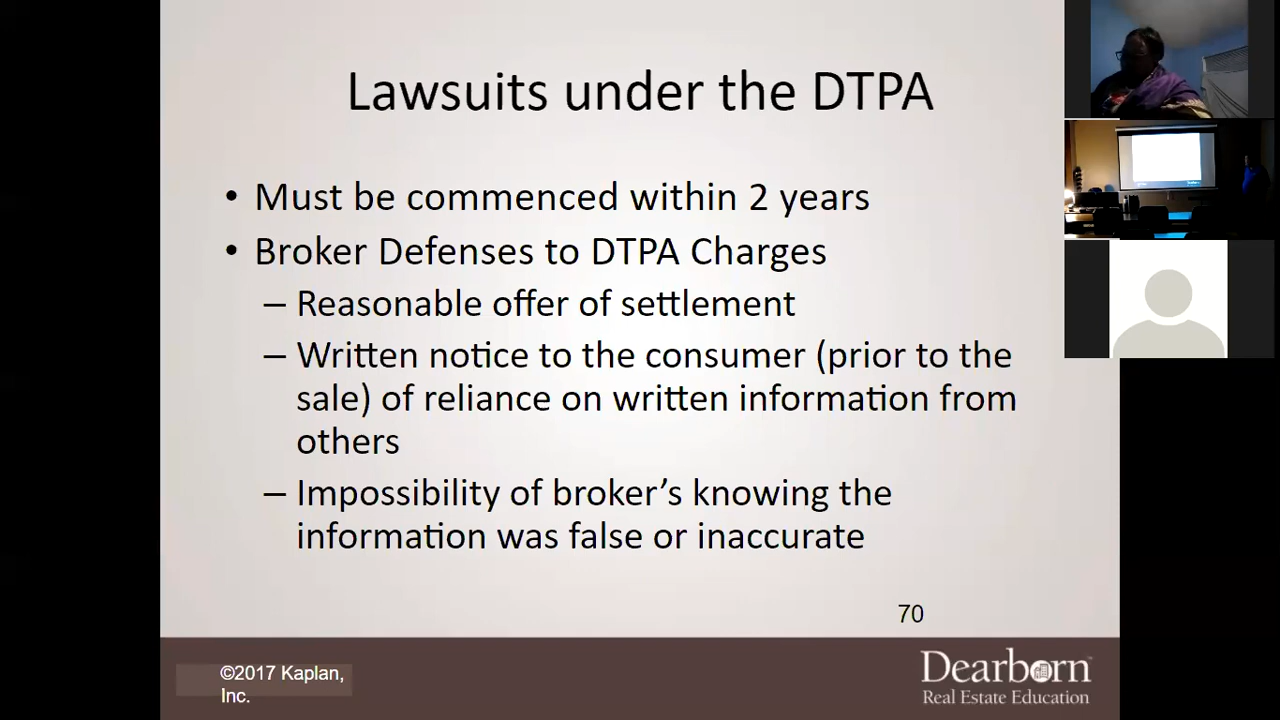 Lawsuits under the DTPA
• Must be commenced within 2 years
• Broker Defenses to DTPA Charges
– Reasonable offer of settlement
– Written notice to the consumer (prior to the
sale) of reliance on written information from
others
– Impossibility of broker’s knowing the
information was false or inaccurate
70
©2017 Kaplan,
Inc.
Dearborn™
Real Estate Education